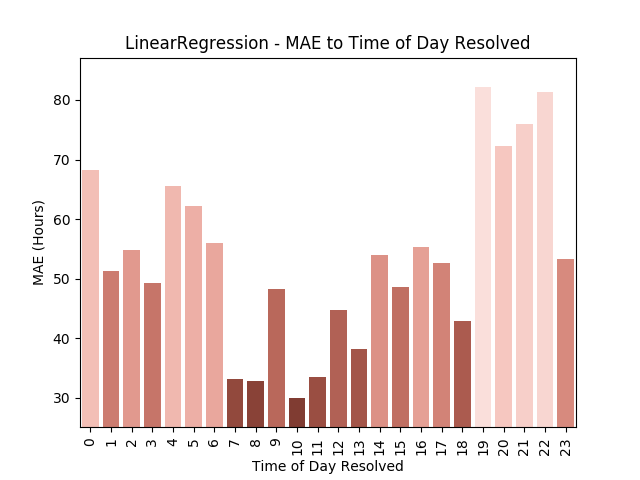 LinearRegression - MAE to Time of Day Resolved
MAE (Hours)
80
70
60
50
40
30
0 1 2 3 4 5 6 7 8 9 10 11 12 13 14 15 16 17 18 19 20 21 22 23
Time of Day Resolved